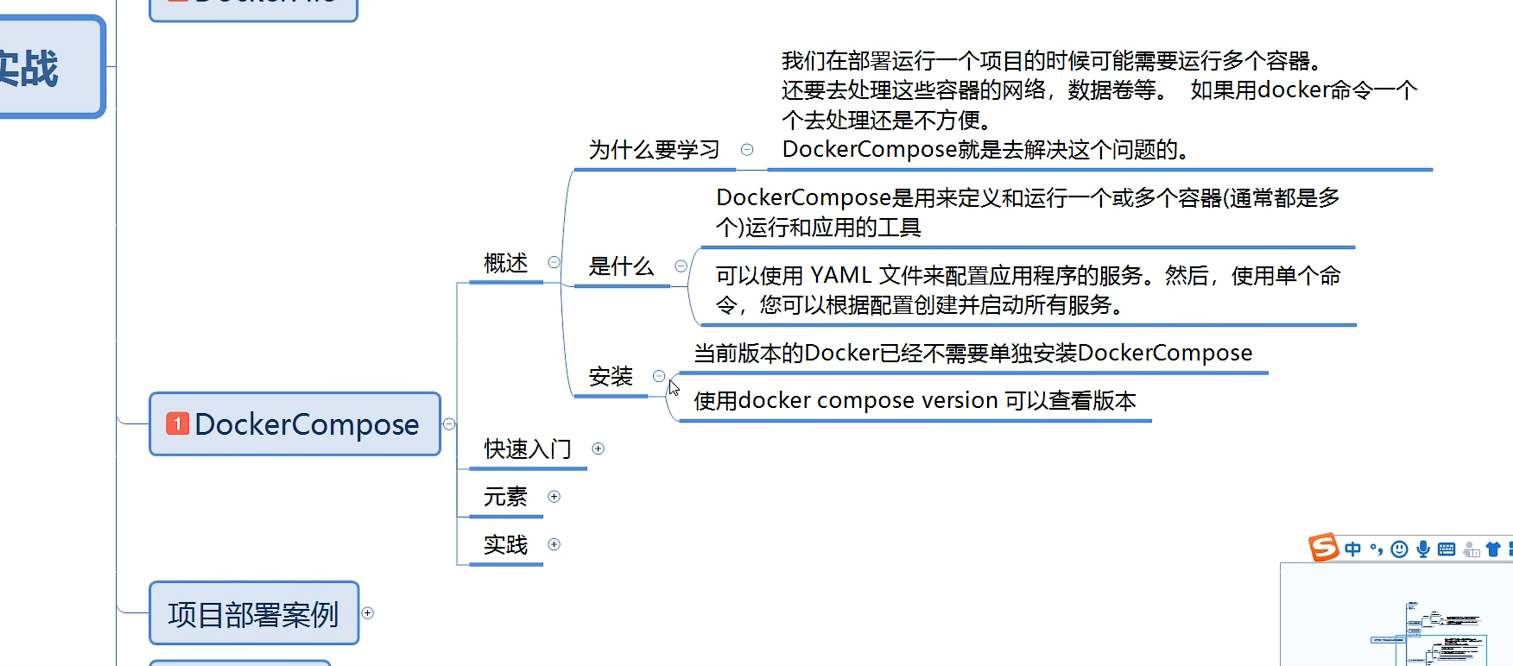 实战
我们在部署运行一个项目的时候可能需要运行多个容器。
还要去处理这些容器的网络，数据卷等。 如果用docker命令一个
个去处理还是不方便。
为什么要学习
DockerCompose就是去解决这个问题的。
DockerCompose是用来定义和运行一个或多个容器(通常都是多
个)运行和应用的工具
概述
是什么
可以使用 YAML 文件来配置应用程序的服务。然后，使用单个命
令，您可以根据配置创建并启动所有服务。
安装
当前版本的Docker已经不需要单独安装DockerCompose
使用docker compose version 可以查看版本
1 DockerCompose
快速入门
元素
实践
中
项目部署案例